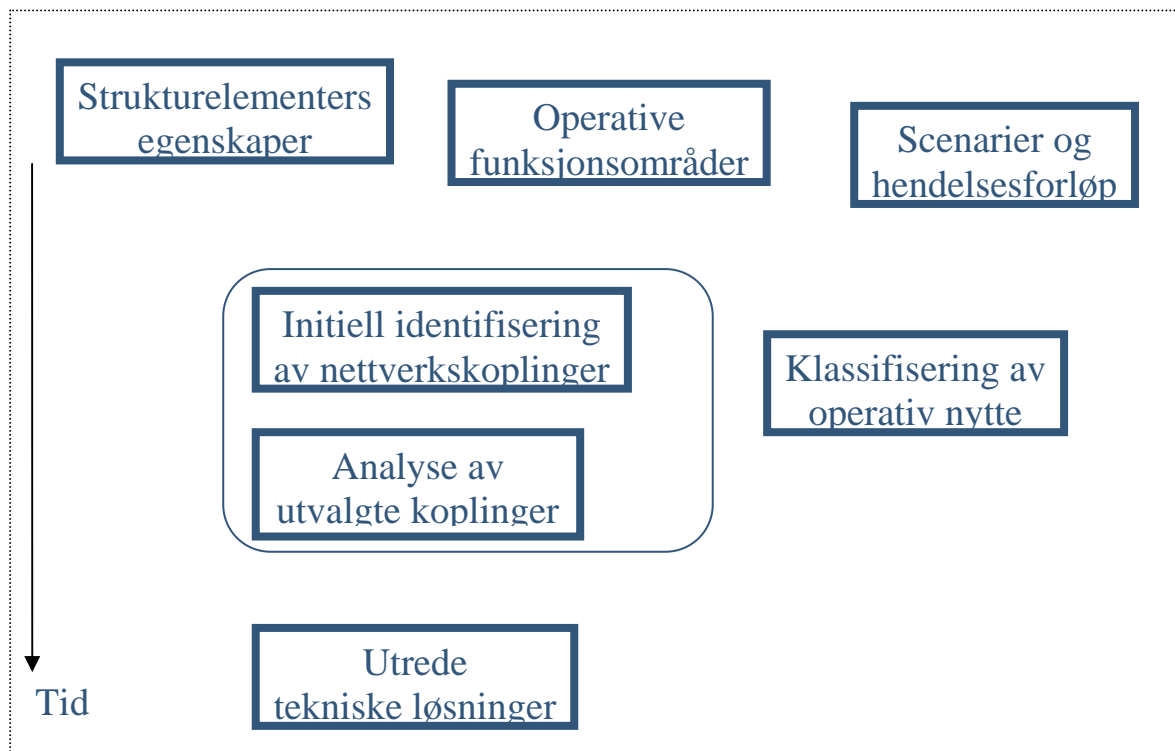 Strukturelementers
egenskaper
Operative
funksjonsområder
Scenarier og
hendelsesforløp
Initiell identifisering
av nettverkskoplinger
Klassifisering av
operativ nytte
Analyse av
utvalgte koplinger
Utrede
tekniske løsninger
Tid